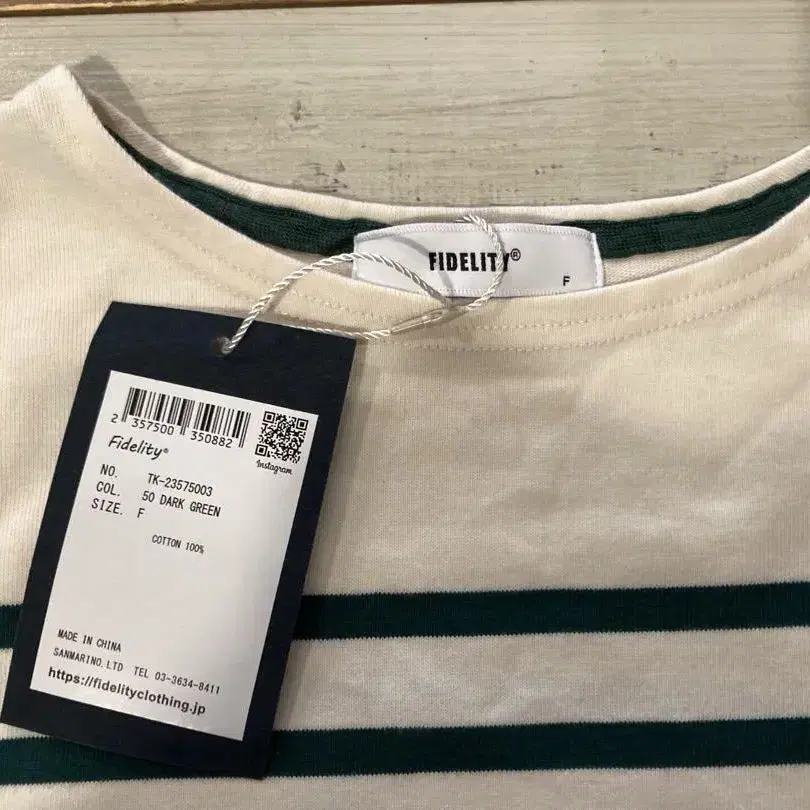 FIDELITY®
F
2 357500 350882
Fidelity®
Instagram
NO. TK-23575003
COL. 50 DARK GREEN
SIZE. F
COTTON 100%
MADE IN CHINA
SANMARINO.LTD TEL 03-3634-8411
https://fidelityclothing.jp